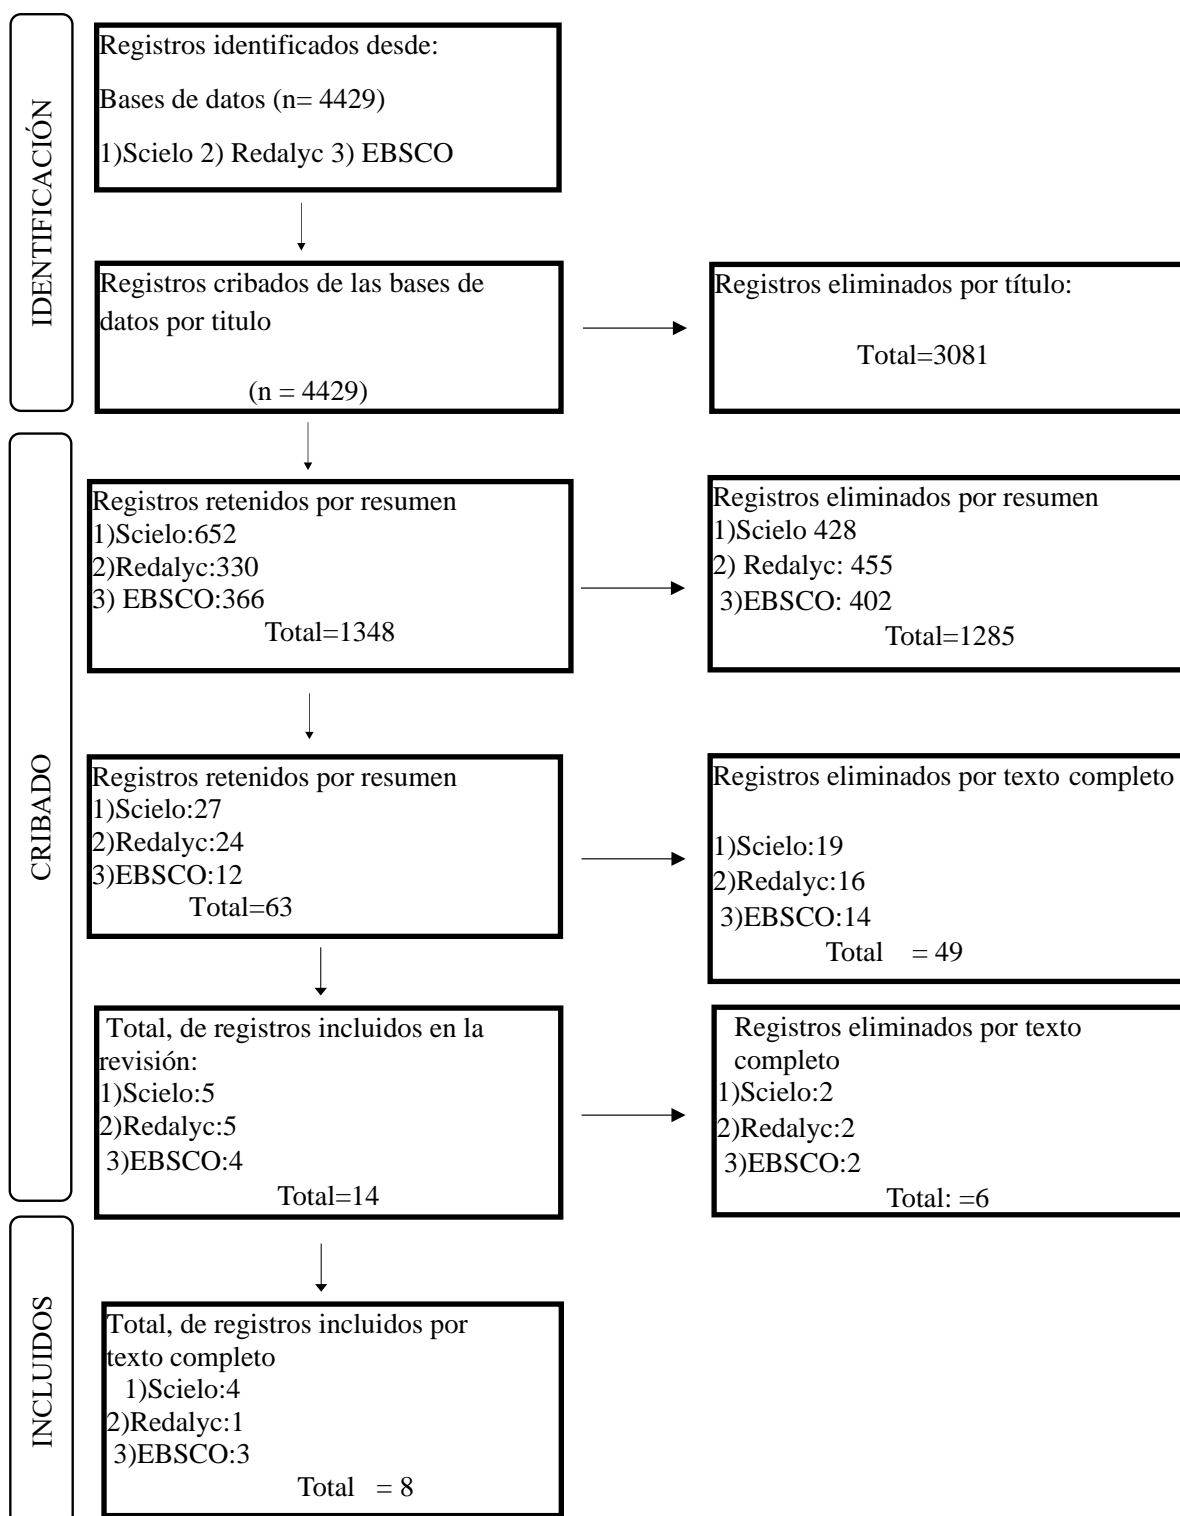 IDENTIFICACIÓN
Registros identificados desde:
Bases de datos (n= 4429)
1)Scielo 2) Redalyc 3) EBSCO
Registros cribados de las bases de
datos por titulo
(n = 4429)
Registros eliminados por título:
Total=3081
CRIBADO
Registros retenidos por resumen
1)Scielo:652
2)Redalyc:330
3) EBSCO:366
Total=1348
Registros eliminados por resumen
1)Scielo 428
2) Redalyc: 455
3)EBSCO: 402
Total=1285
Registros retenidos por resumen
1)Scielo:27
2)Redalyc:24
3)EBSCO:12
Total=63
Registros eliminados por texto completo
1)Scielo:19
2)Redalyc:16
3)EBSCO:14
Total = 49
Total, de registros incluidos en la
revisión:
1)Scielo:5
2)Redalyc:5
3)EBSCO:4
Total=14
Registros eliminados por texto
completo
1)Scielo:2
2)Redalyc:2
3)EBSCO:2
Total: =6
INCLUIDOS
Total, de registros incluidos por
texto completo
1)Scielo:4
2)Redalyc:1
3)EBSCO:3
Total = 8